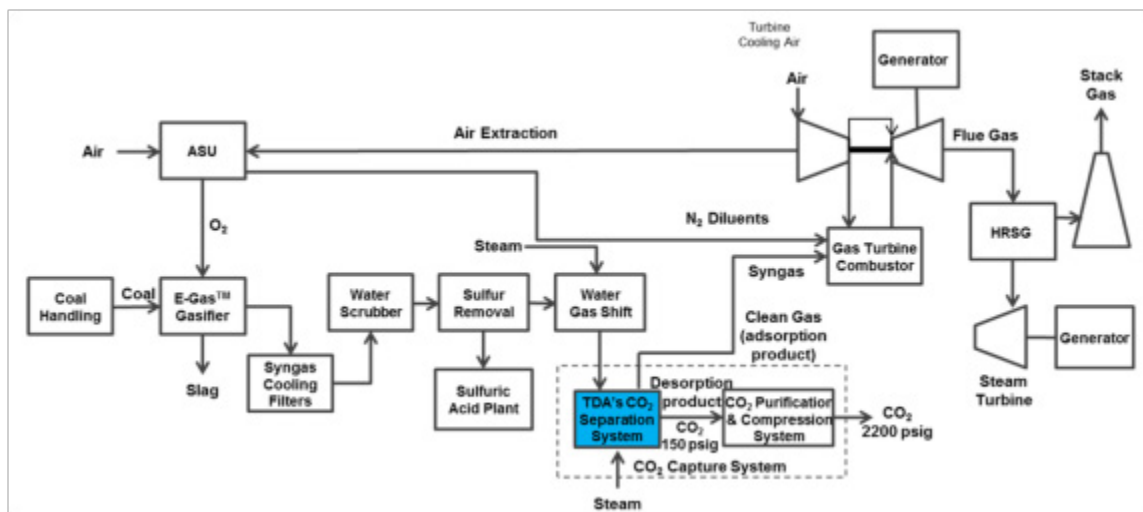 Turbine
Cooling Air
Generator
Air
Stack
Gas
Air Extraction
Flue Gas
Air
ASU
O2
N2 Diluents
HRSG
Steam
Syngas
Gas Turbine
Combustor
Coal
Handling
Coal
E-Gas™
Gasifier
Water
Scrubber
Sulfur
Removal
Water
Gas Shift
Clean Gas
(adsorption
product)
Generator
Slag
Syngas
Cooling
Filters
Sulfuric
Acid Plant
Steam
Turbine
Desorption
product
TDA's CO2
Separation
System
CO2
150 psig
CO2 Purification
& Compression
System
CO2
2200 psig
CO2 Capture System
Steam